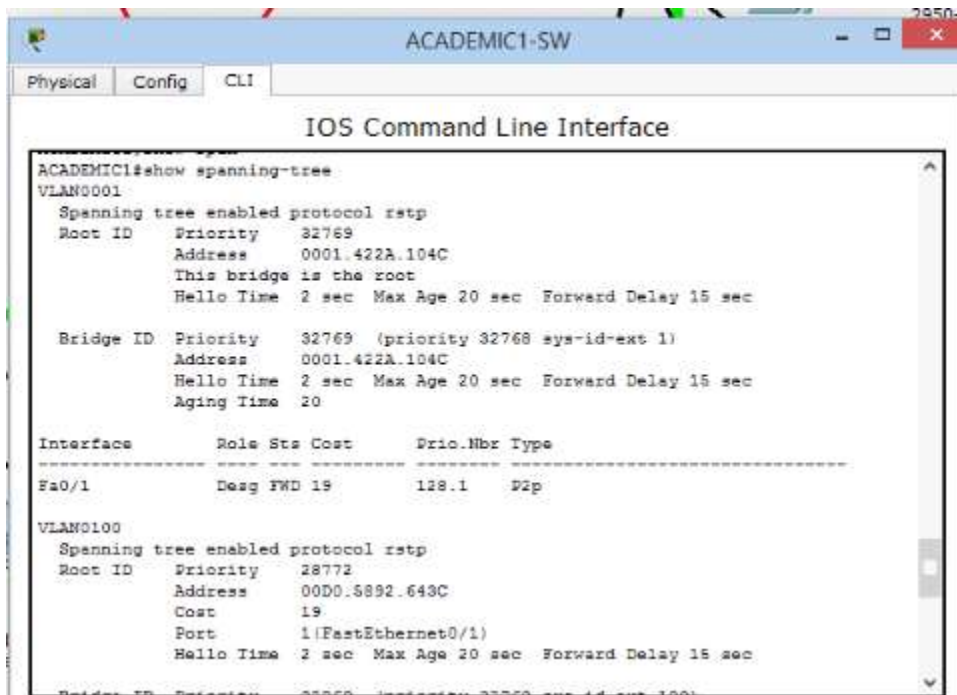 2950-
ACADEMIC1-SW
Physical Config CLI
IOS Command Line Interface
ACADEMIC1#show spanning-tree
VLAN0001
Spanning tree enabled protocol rstp
Root ID Priority 32769
Address 0001.422A.104C
This bridge is the root
Hello Time 2 sec Max Age 20 sec Forward Delay 15 sec
Bridge ID Priority 32769 (priority 32768 sys-id-ext 1)
Address 0001.422A.104C
Hello Time 2 sec Max Age 20 sec Forward Delay 15 sec
Aging Time 20
Interface Role Sts Cost Prio.Nbr Type
---------------- ---- --- --------- -------- --------------------------------
Fa0/1 Desg FWD 19 128.1 P2p
VLAN0100
Spanning tree enabled protocol rstp
Root ID Priority 28772
Address 00D0.5892.643C
Cost 19
Port 1(FastEthernet0/1)
Hello Time 2 sec Max Age 20 sec Forward Delay 15 sec
Bridge ID Priority